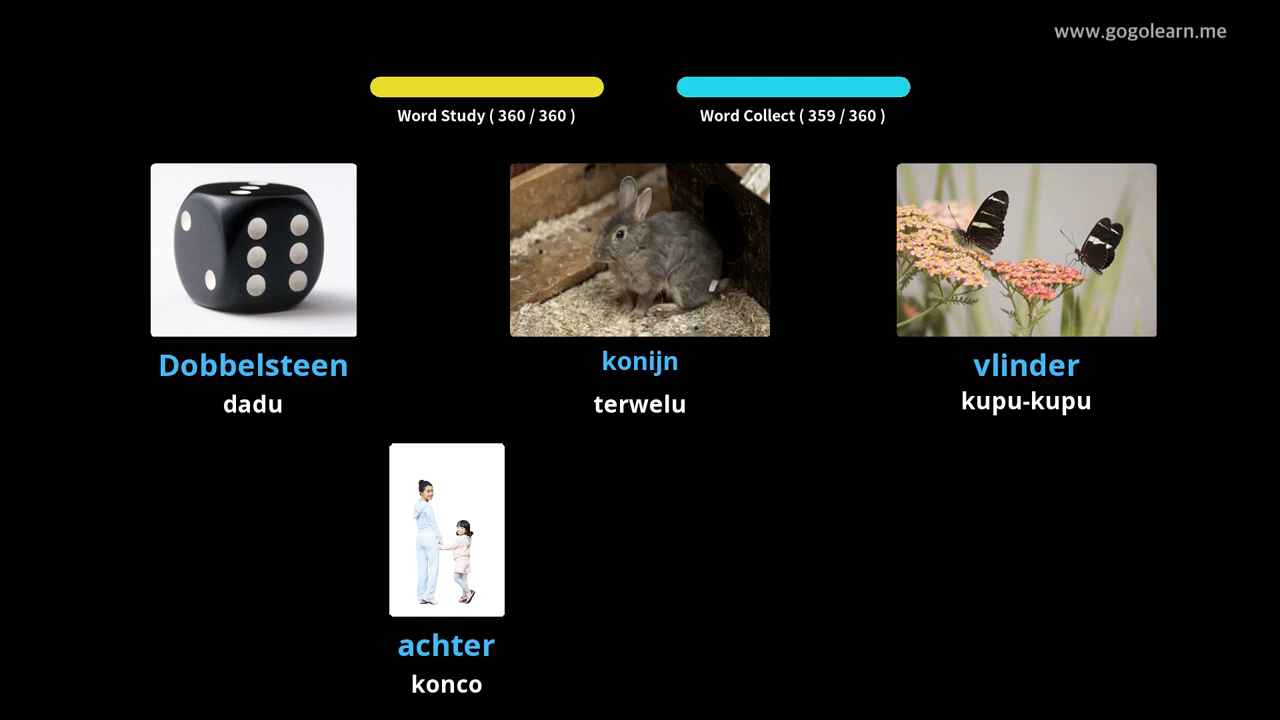 www.gogolearn.me
Word Study ( 360 / 360 )
Word Collect ( 359 / 360 )
Dobbelsteen
dadu
konijn
terwelu
vlinder
kupu-kupu
achter
konco